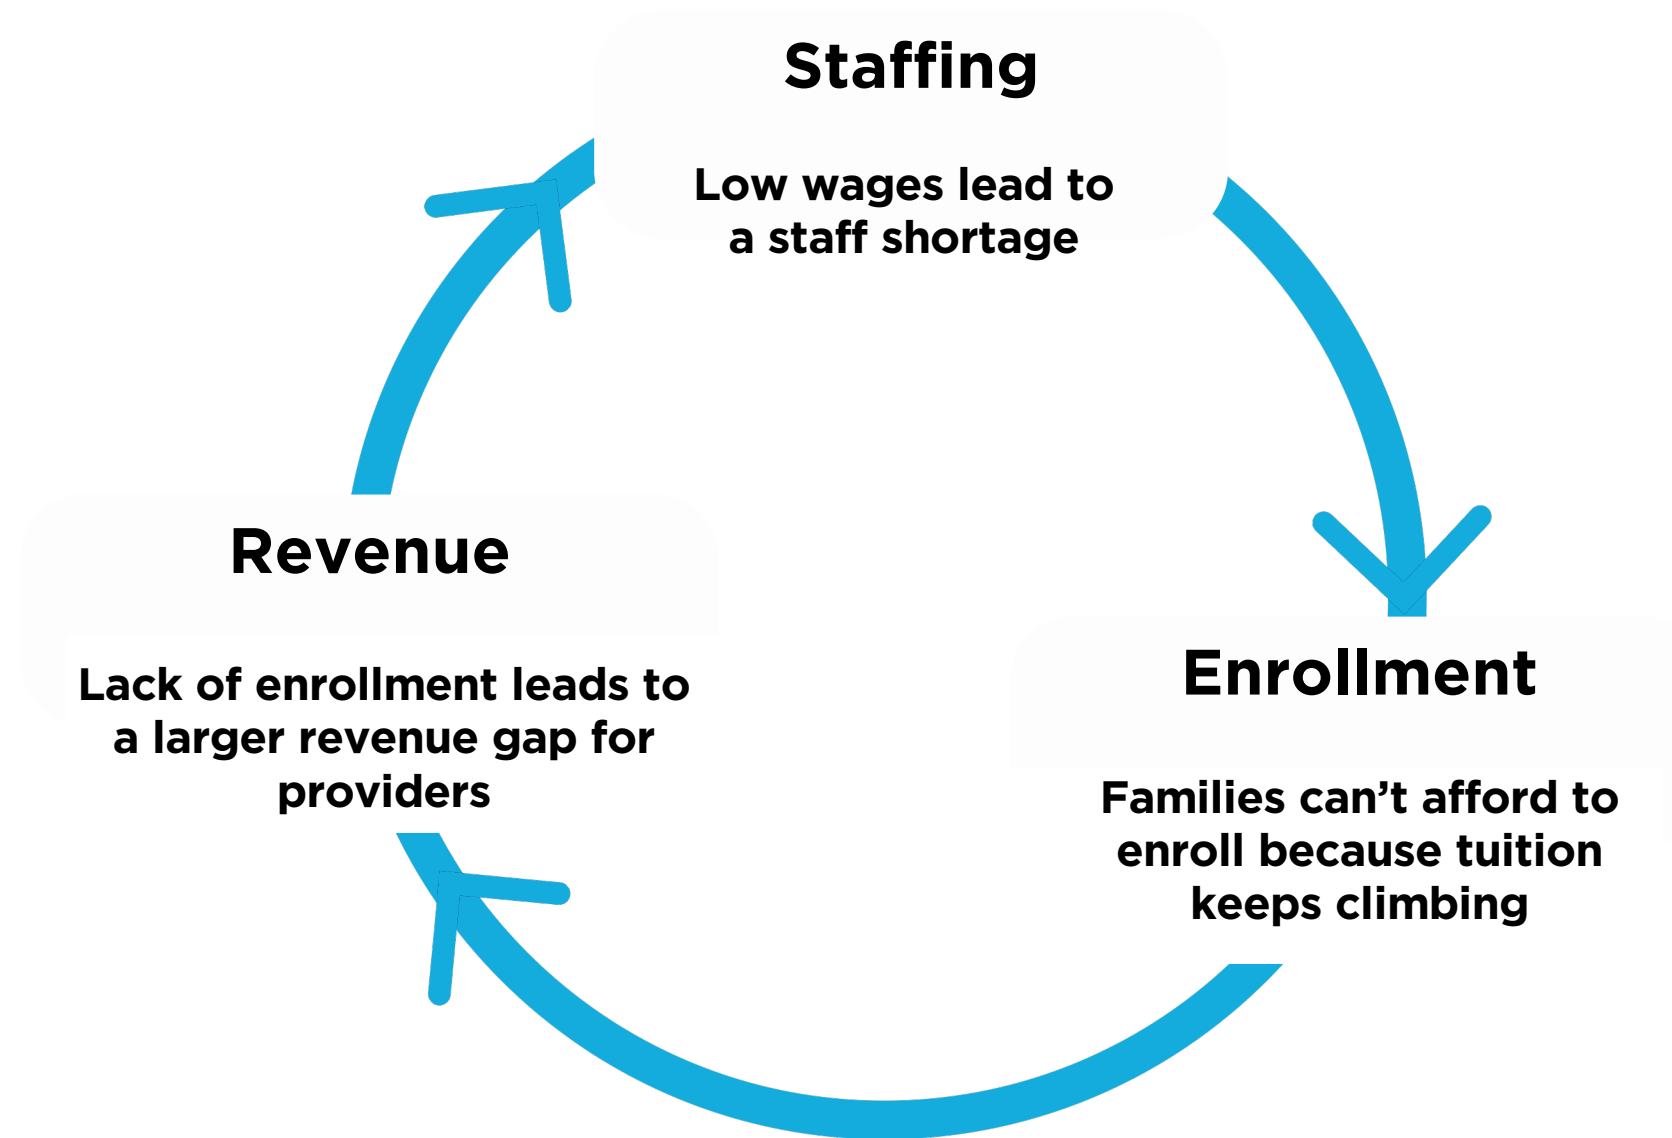 Staffing
Low wages lead to
a staff shortage
Revenue
Lack of enrollment leads to
a larger revenue gap for
providers
Enrollment
Families can’t afford to
enroll because tuition
keeps climbing